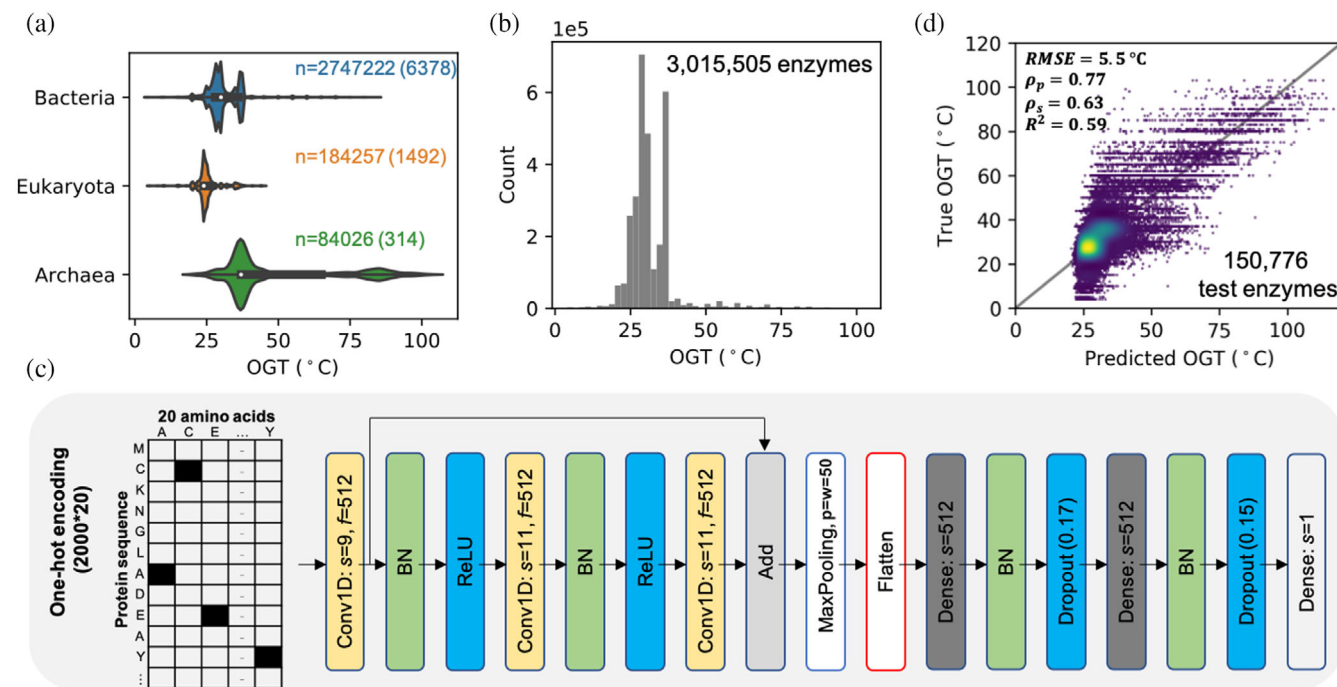 (a)
n=2747222 (6378)
Bacteria
n=184257 (1492)
Eukaryota
n=84026 (314)
Archaea
0 25 50 75 100
OGT (°C)
(b)
1e5
3,015,505 enzymes
Count
6
4
2
0
0 25 50 75 100
OGT (°C)
(d)
RMSE = 5.5 °C
ρp = 0.77
ρs = 0.63
R² = 0.59
True OGT (°C)
120
100
80
60
40
20
0
150,776
test enzymes
0 25 50 75 100
Predicted OGT (°C)
(c)
One-hot encoding
(2000*20)
20 amino acids
A C E ... Y
Protein sequence
M
C
K
N
G
L
A
D
E
A
Y
⋮
Conv1D: s=9, f=512
BN
ReLU
Conv1D: s=11, f=512
BN
ReLU
Conv1D: s=11, f=512
Add
MaxPooling, p=w=50
Flatten
Dense: s=512
BN
Dropout (0.17)
Dense: s=512
BN
Dropout (0.15)
Dense: s=1